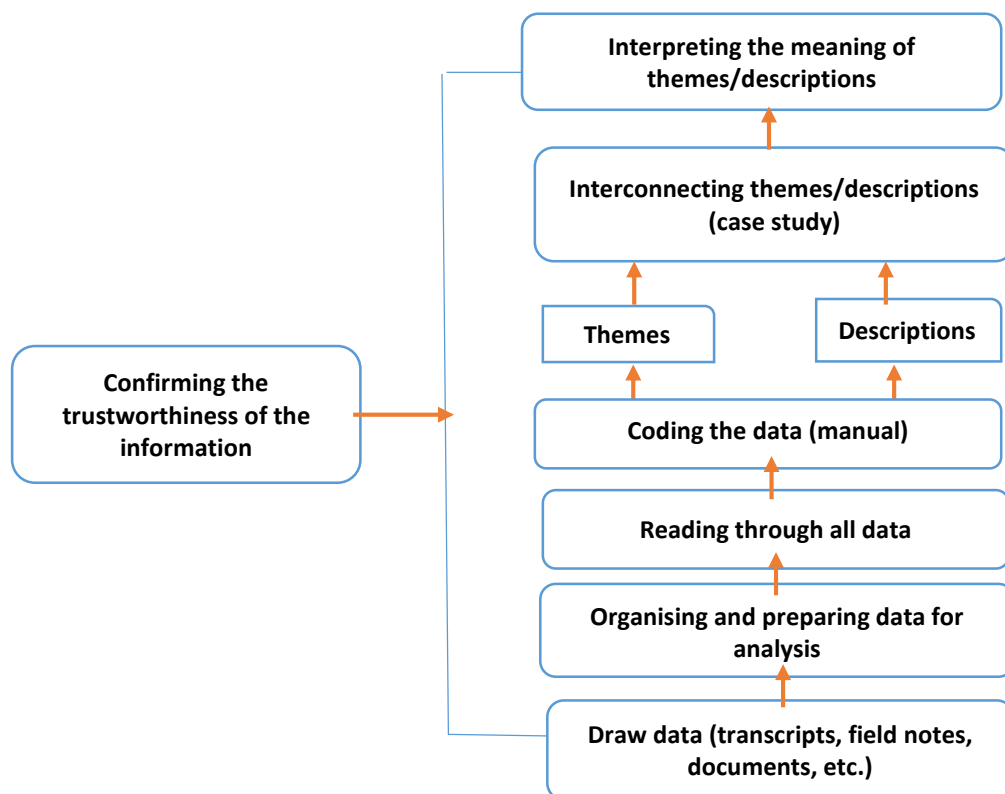 Interpreting the meaning of
themes/descriptions
Interconnecting themes/descriptions
(case study)
Themes
Descriptions
Confirming the
trustworthiness of the
information
Coding the data (manual)
Reading through all data
Organising and preparing data for
analysis
Draw data (transcripts, field notes,
documents, etc.)